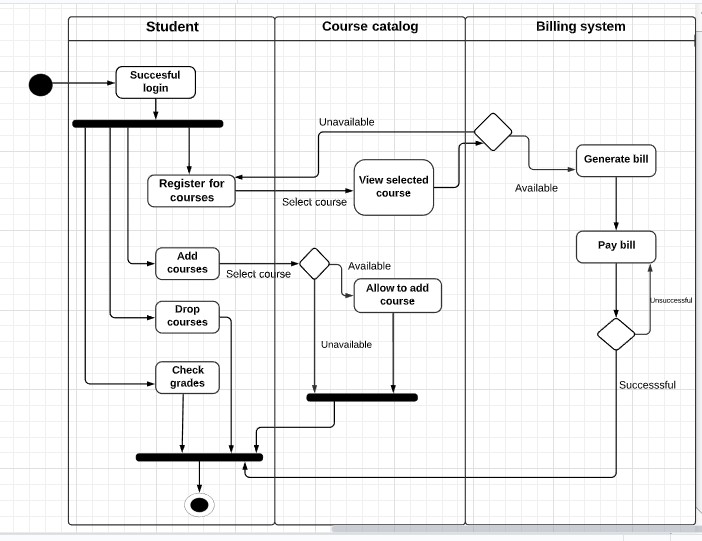 Student
Course catalog
Billing system
Succesful
login
Unavailable
Generate bill
Available
Register for
courses
Select course
View selected
course
Pay bill
Add
courses
Select course
Available
Allow to add
course
Unsuccessful
Drop
courses
Unavailable
Check
grades
Successsful